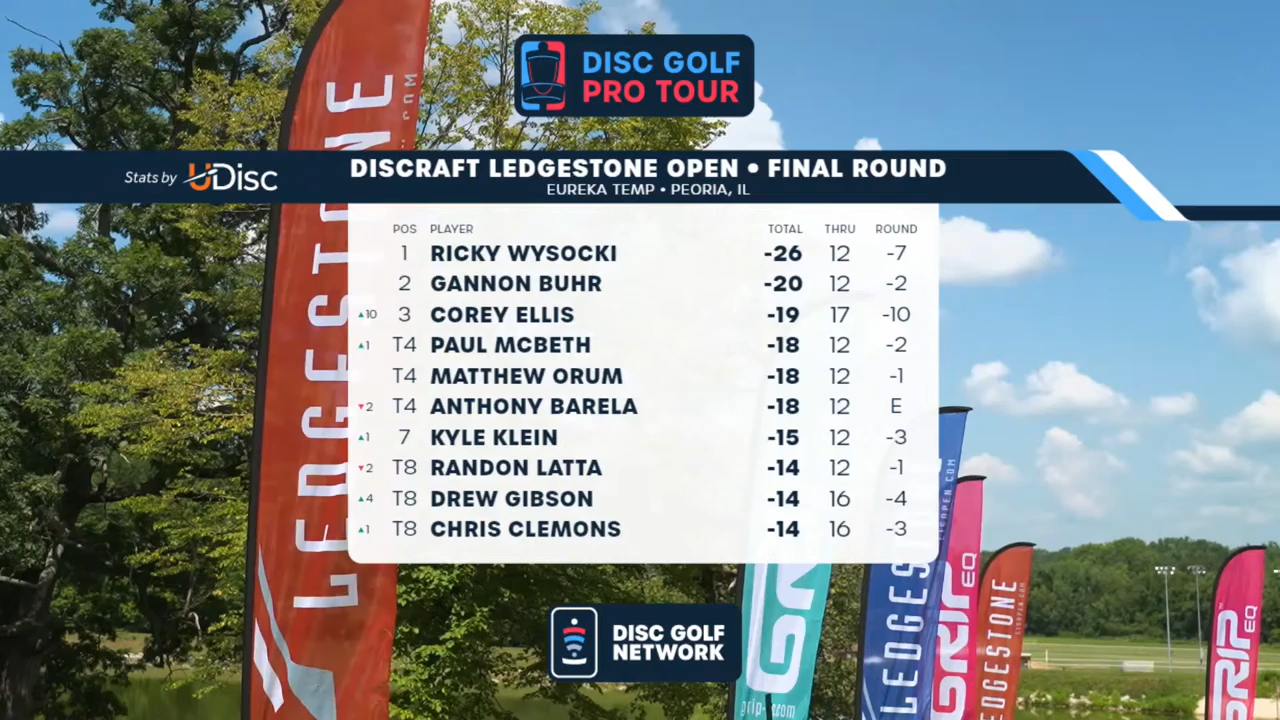 DISC GOLF
PRO TOUR
Stats by UDisc
DISCRAFT LEDGESTONE OPEN • FINAL ROUND
EUREKA TEMP • PEORIA, IL
POS PLAYER TOTAL THRU ROUND
1 RICKY WYSOCKI -26 12 -7
2 GANNON BUHR -20 12 -2
▲10 3 COREY ELLIS -19 17 -10
▲1 T4 PAUL MCBETH -18 12 -2
T4 MATTHEW ORUM -18 12 -1
▼2 T4 ANTHONY BARELA -18 12 E
▲1 7 KYLE KLEIN -15 12 -3
▼2 T8 RANDON LATTA -14 12 -1
▲4 T8 DREW GIBSON -14 16 -4
▲1 T8 CHRIS CLEMONS -14 16 -3
DISC GOLF
NETWORK
LEDGESTONE
LEDGES
GRIP EQ
EDGESTONE
GRIP EQ